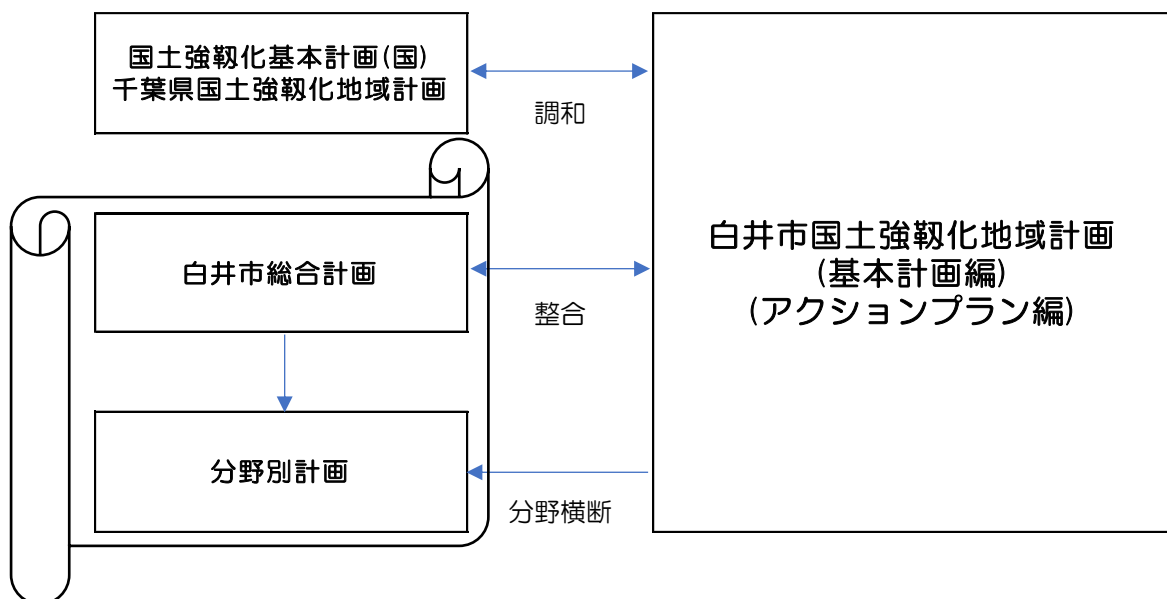 国土強靱化基本計画(国)
千葉県国土強靱化地域計画
調和
白井市総合計画
整合
分野別計画
分野横断
白井市国土強靱化地域計画
(基本計画編)
(アクションプラン編)